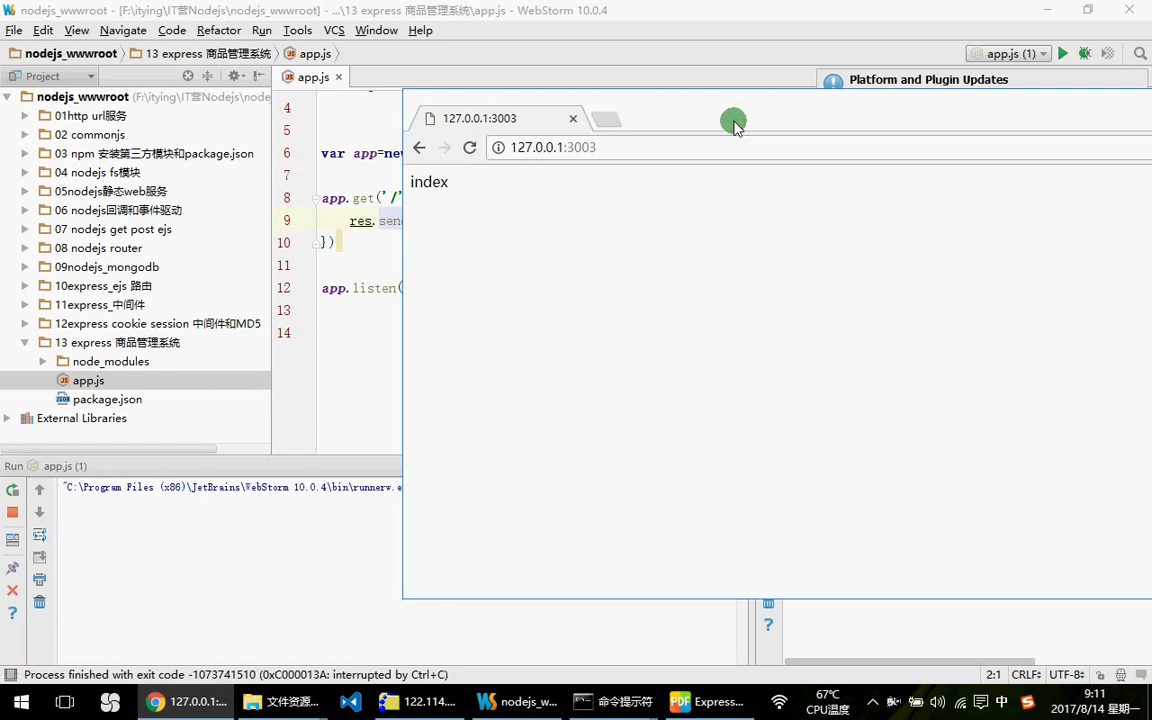 nodejs_wwwroot - [F:\itying\IT营Nodejs\nodejs_wwwroot] - ...\13 express 商品管理系统\app.js - WebStorm 10.0.4
File Edit View Navigate Code Refactor Run Tools VCS Window Help
nodejs_wwwroot 13 express 商品管理系统 app.js
app.js (1)
Project
app.js
Platform and Plugin Updates
nodejs_wwwroot (F:\itying\IT营Nodejs\node
01http url服务
02 commonjs
03 npm 安装第三方模块和package.json
04 nodejs fs模块
05nodejs静态web服务
06 nodejs回调和事件驱动
07 nodejs get post ejs
08 nodejs router
09nodejs_mongodb
10express_ejs 路由
11express_中间件
12express cookie session 中间件和MD5
13 express 商品管理系统
node_modules
app.js
package.json
External Libraries
4
5
6 var app=new
7
8 app.get('/'
9 res.send
10 })
11
12 app.listen(
13
14
127.0.0.1:3003
127.0.0.1:3003
index
Run app.js (1)
"C:\Program Files (x86)\JetBrains\WebStorm 10.0.4\bin\runnerw.e
Process finished with exit code -1073741510 (0xC000013A: interrupted by Ctrl+C)
2:1 CRLF UTF-8
127.0.0.1:... 文件资源... 122.114.... nodejs_w... 命令提示符 Express...
67℃
CPU温度
中
9:11
2017/8/14 星期一